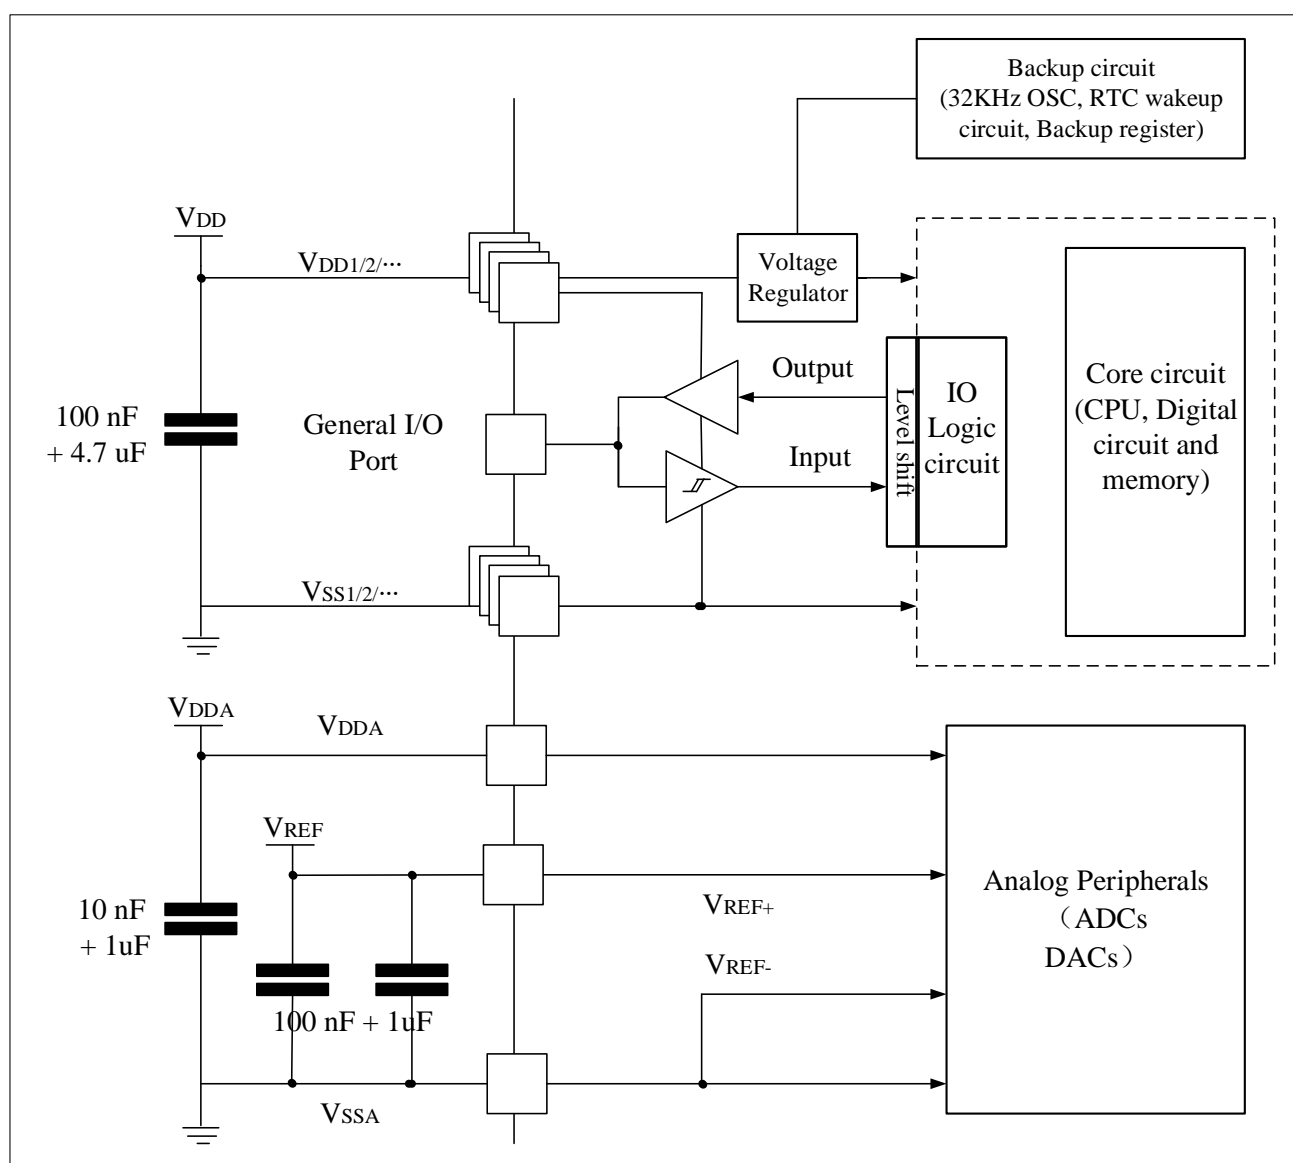 Backup circuit
(32KHz OSC, RTC wakeup
circuit, Backup register)
VDD
VDD1/2/···
Voltage
Regulator
100 nF
+ 4.7 uF
General I/O
Port
Output
Input
Level shift
IO
Logic
circuit
Core circuit
(CPU, Digital
circuit and
memory)
VSS1/2/···
VDDA
VDDA
VREF
10 nF
+ 1uF
VREF+
VREF-
100 nF + 1uF
VSSA
Analog Peripherals
（ADCs
DACs）